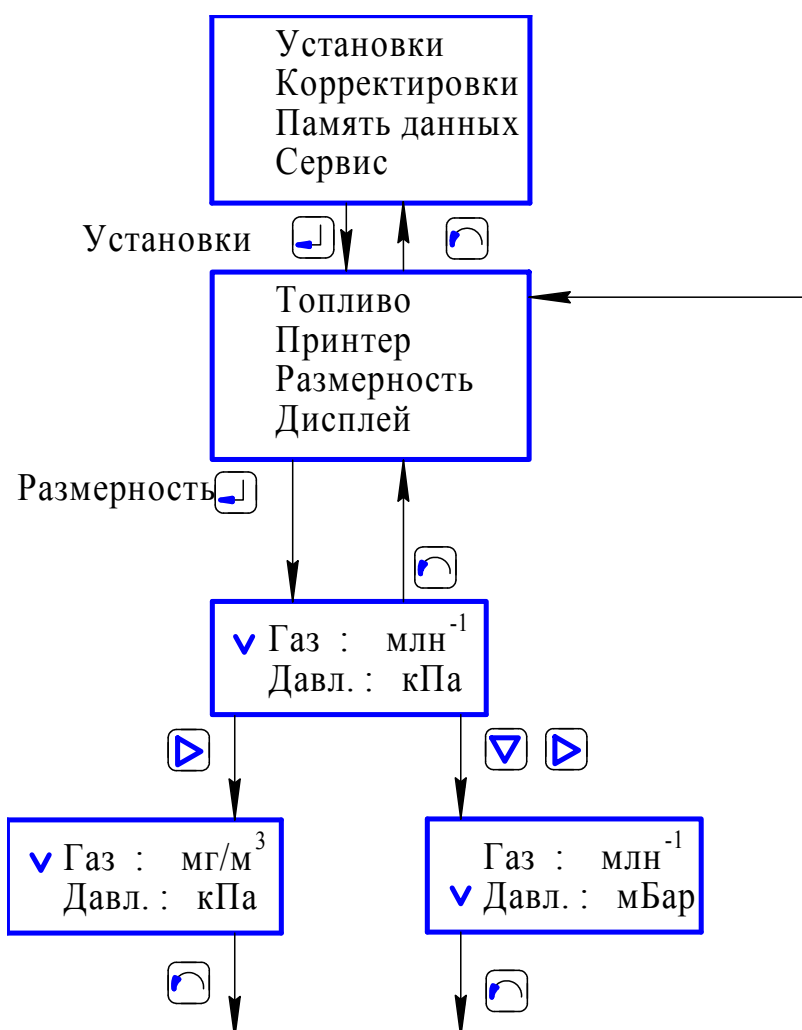 Установки
Корректировки
Память данных
Сервис
Установки
Топливо
Принтер
Размерность
Дисплей
Размерность
Газ : млн⁻¹
Давл. : кПа
Газ : мг/м³
Давл. : кПа
Газ : млн⁻¹
Давл. : мБар